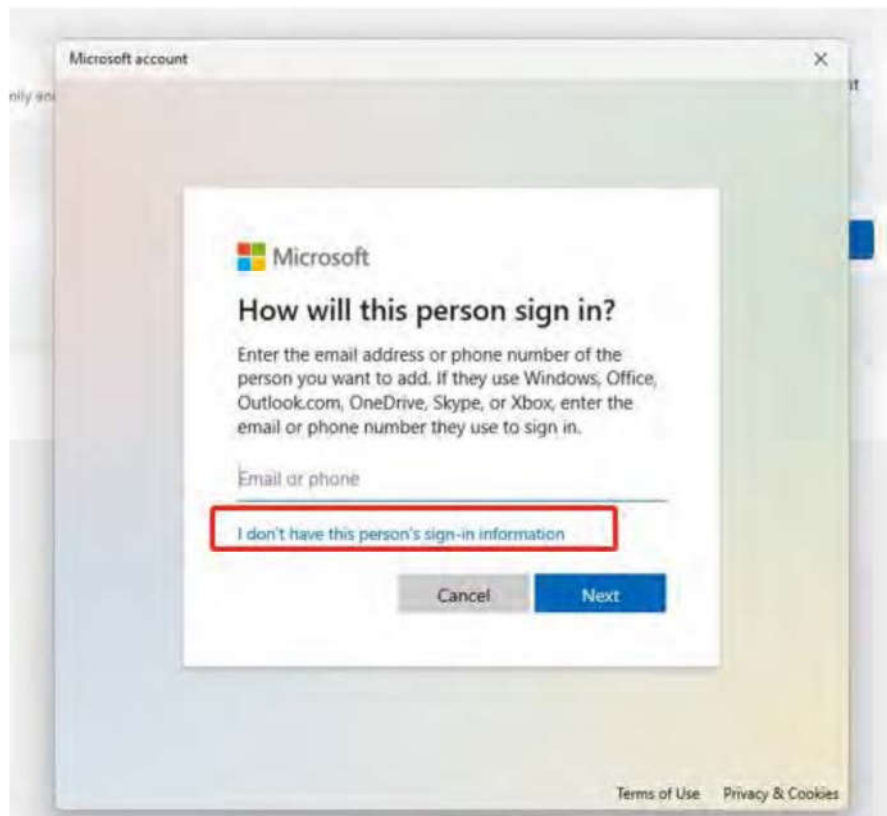 Microsoft account
Microsoft
How will this person sign in?
Enter the email address or phone number of the
person you want to add. If they use Windows, Office,
Outlook.com, OneDrive, Skype, or Xbox, enter the
email or phone number they use to sign in.
Email or phone
I don't have this person's sign-in information
Cancel
Next
Terms of Use
Privacy & Cookies